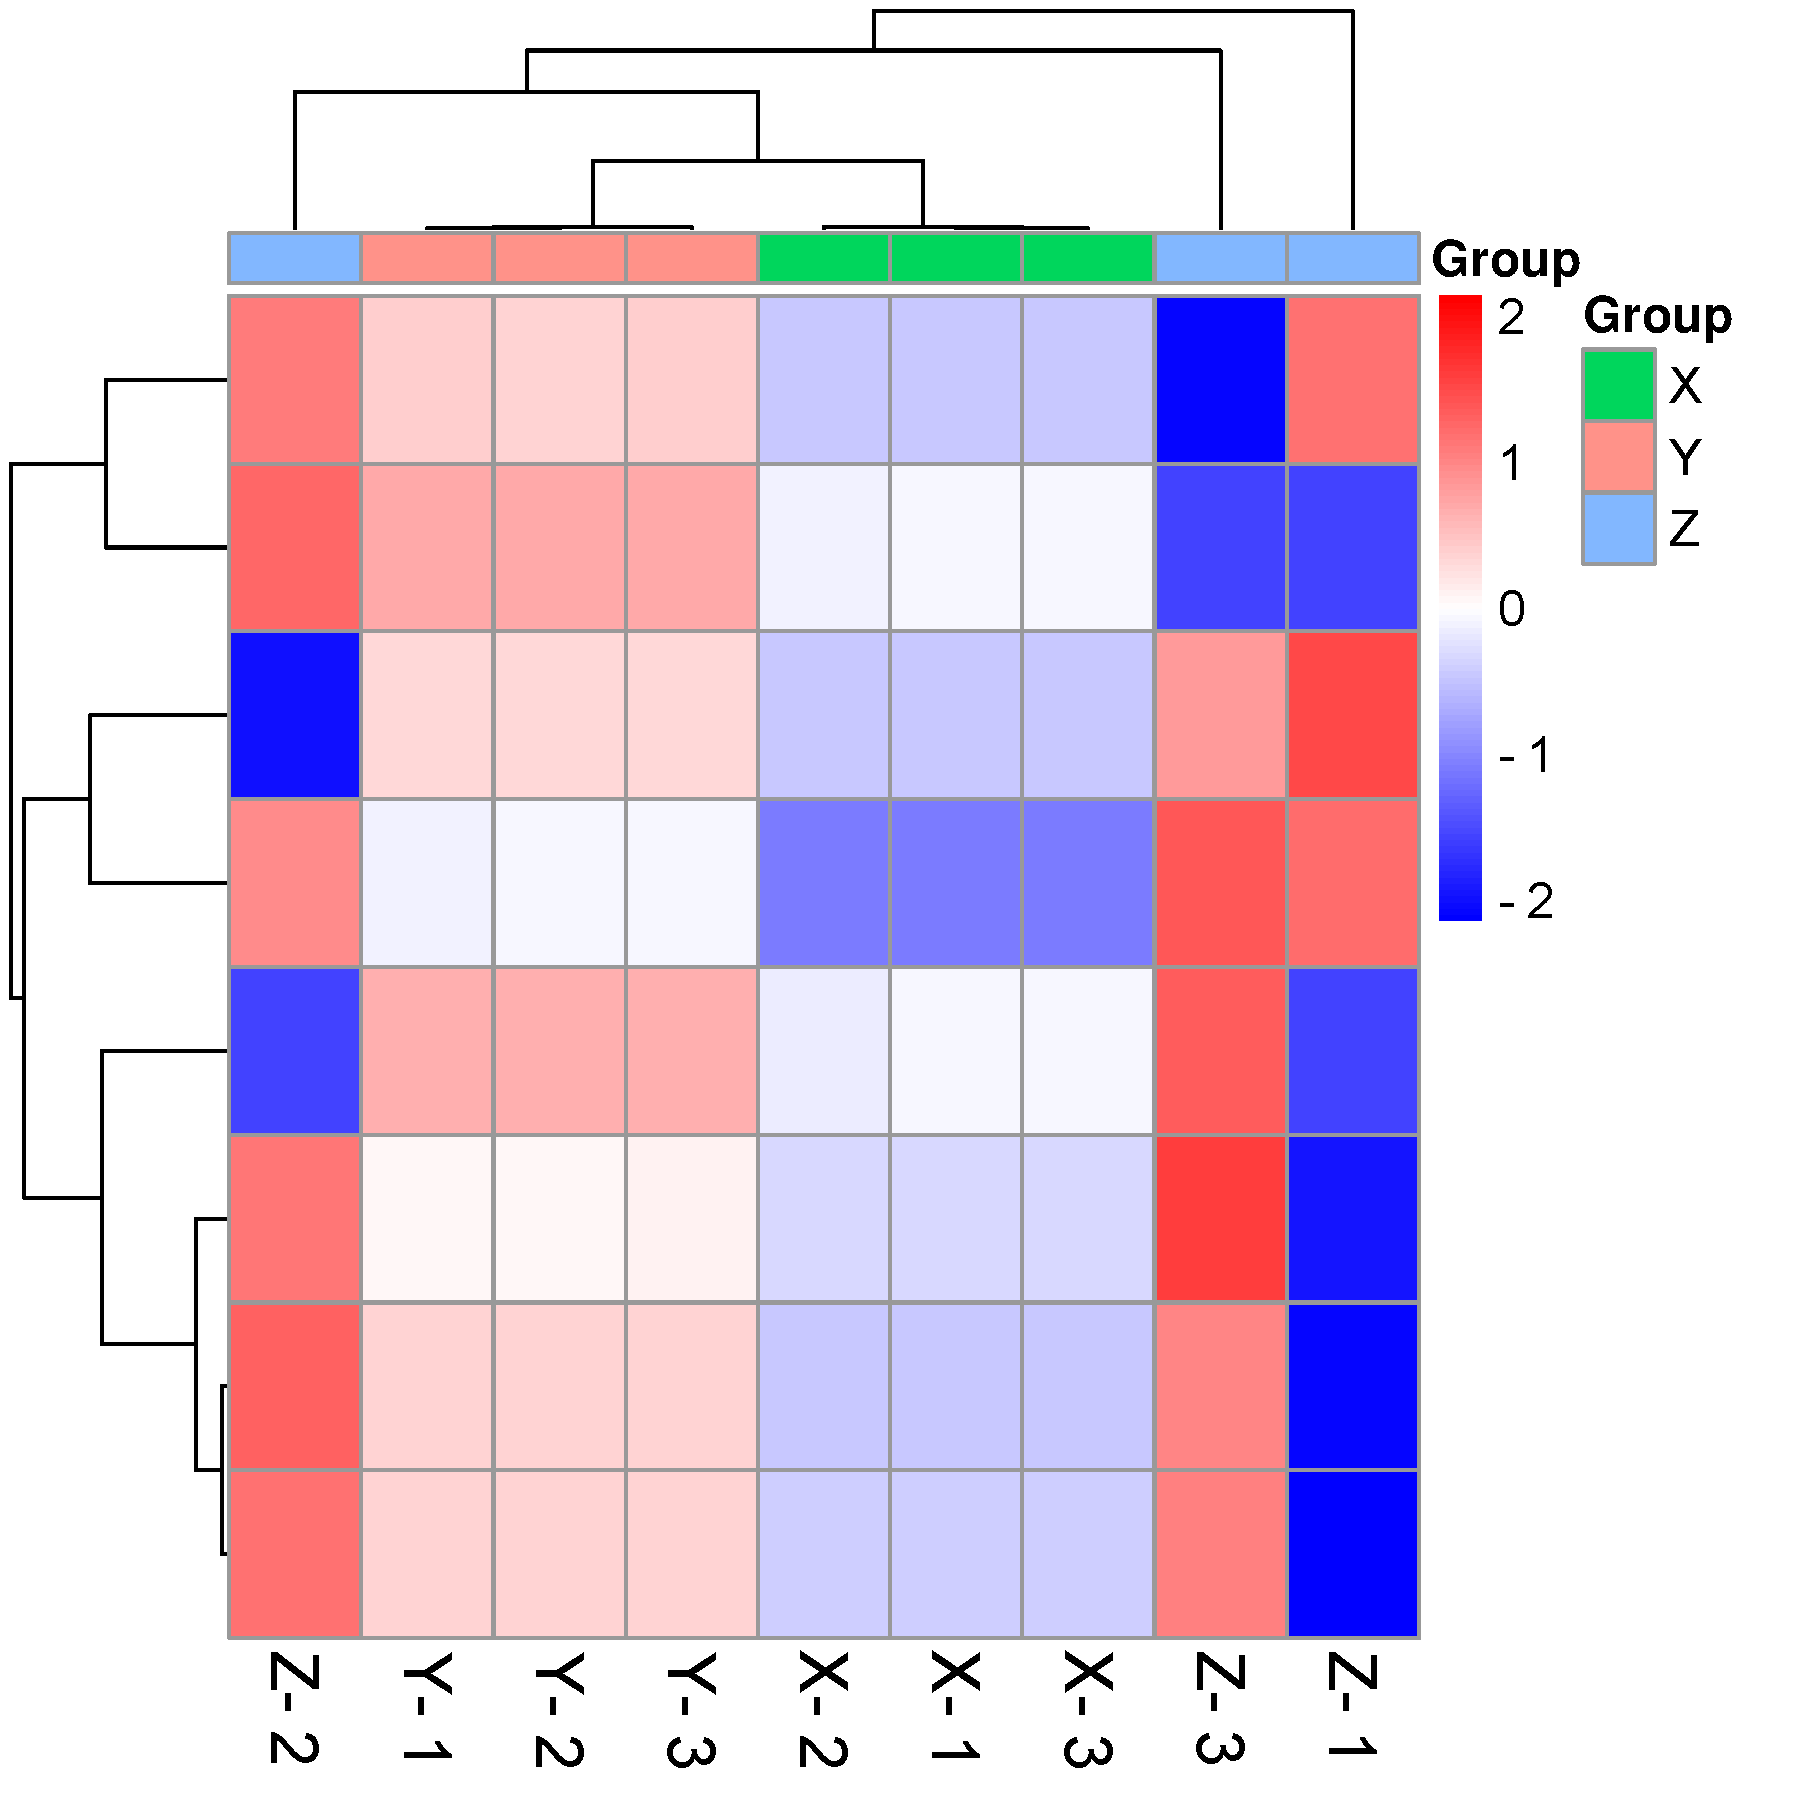 Group
2
1
0
- 1
- 2
Group
X
Y
Z
Z- 2
Y- 1
Y- 2
Y- 3
X- 2
X- 1
X- 3
Z- 3
Z- 1